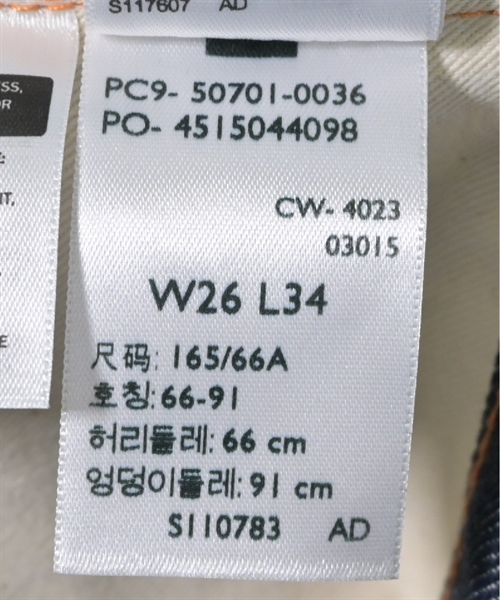 S117607 AD
PC9- 50701-0036
PO- 4515044098
CW- 4023
03015
W26 L34
尺码: 165/66A
호칭: 66-91
허리둘레: 66 cm
엉덩이둘레: 91 cm
S110783 AD